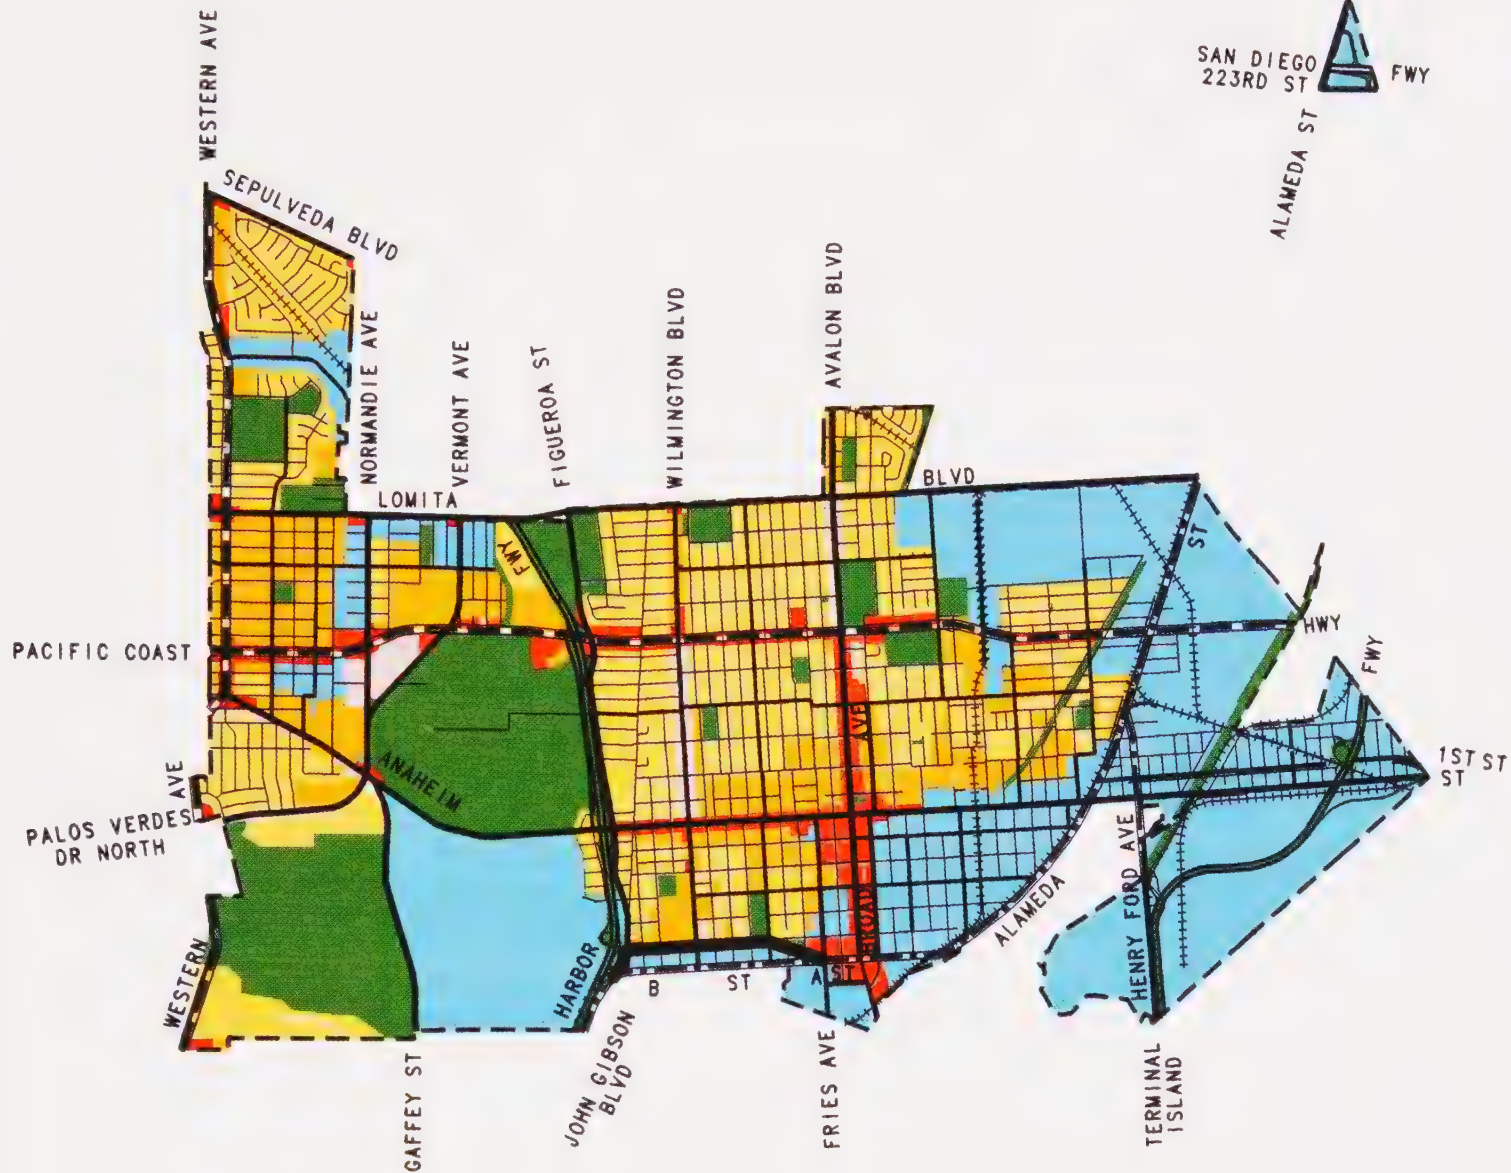 WESTERN AVE
SAN DIEGO
223RD ST
FWY
ALAMEDA ST
SEPULVEDA BLVD
NORMANDIE AVE
VERMONT AVE
FIGUEROA ST
WILMINGTON BLVD
AVALON BLVD
LOMITA
BLVD
FWY
ST
PACIFIC COAST
HWY
FWY
AVE
ANAHEIM
1ST ST
ST
PALOS VERDES
DR NORTH
AVE
BROAD
HENRY FORD AVE
ALAMEDA
WESTERN
HARBOR
B
ST
A ST
JOHN GIBSON
BLVD
GAFFEY ST
FRIES AVE
TERMINAL
ISLAND